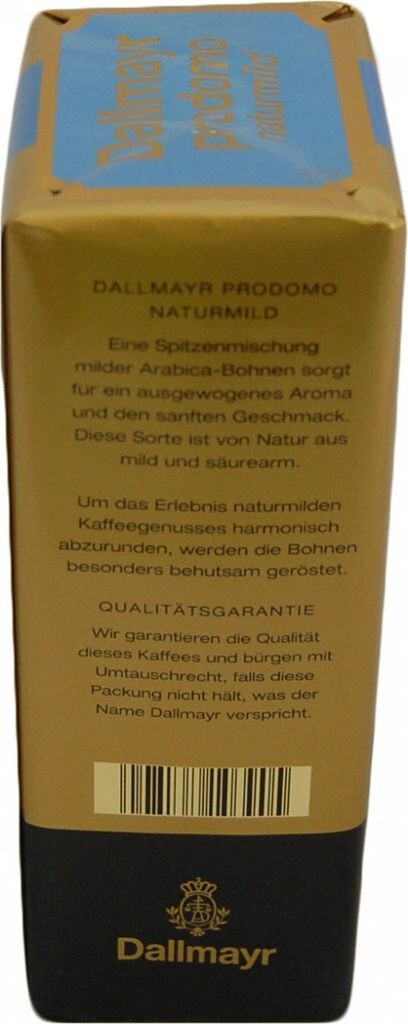 Dallmayr
prodomo
naturmild
DALLMAYR PRODOMO
NATURMILD
Eine Spitzenmischung
milder Arabica-Bohnen sorgt
für ein ausgewogenes Aroma
und den sanften Geschmack.
Diese Sorte ist von Natur aus
mild und säurearm.
Um das Erlebnis naturmilden
Kaffeegenusses harmonisch
abzurunden, werden die Bohnen
besonders behutsam geröstet.
QUALITÄTSGARANTIE
Wir garantieren die Qualität
dieses Kaffees und bürgen mit
Umtauschrecht, falls diese
Packung nicht hält, was der
Name Dallmayr verspricht.
Dallmayr